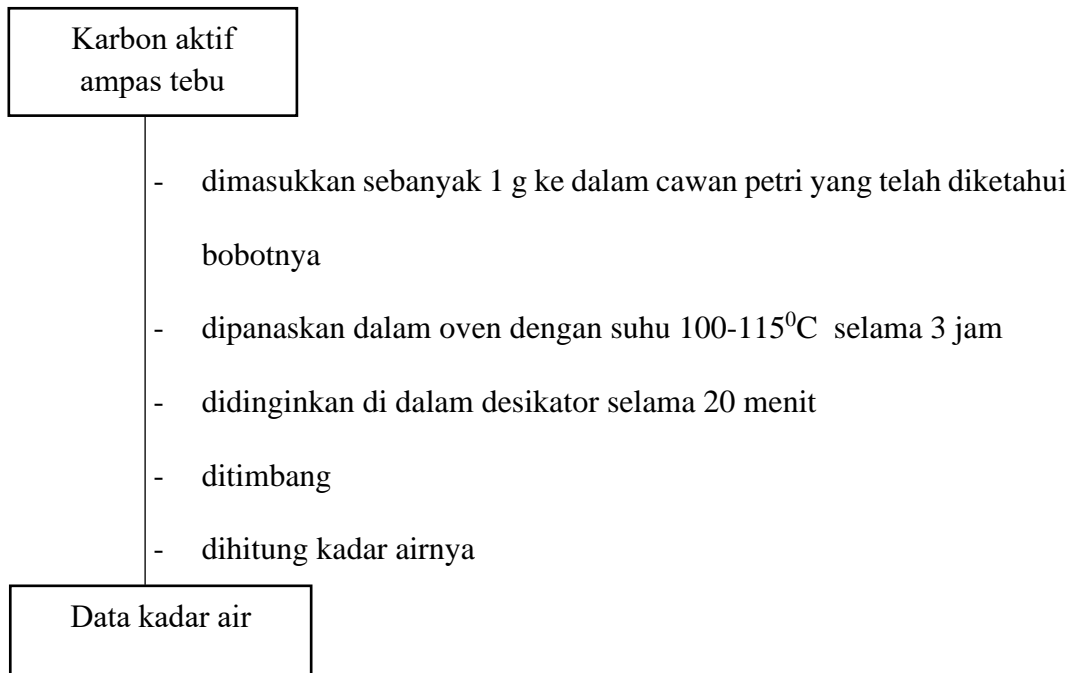 Karbon aktif
ampas tebu
- dimasukkan sebanyak 1 g ke dalam cawan petri yang telah diketahui
bobotnya
- dipanaskan dalam oven dengan suhu 100-115⁰C selama 3 jam
- didinginkan di dalam desikator selama 20 menit
- ditimbang
- dihitung kadar airnya
Data kadar air